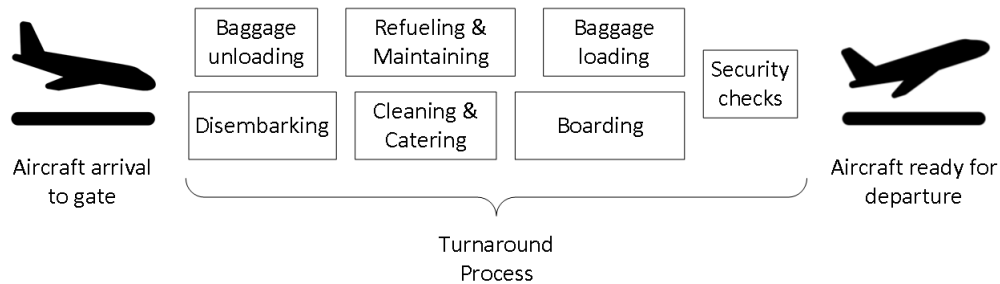 Baggage
unloading
Refueling &
Maintaining
Baggage
loading
Security
checks
Disembarking
Cleaning &
Catering
Boarding
Aircraft arrival
to gate
Aircraft ready for
departure
Turnaround
Process